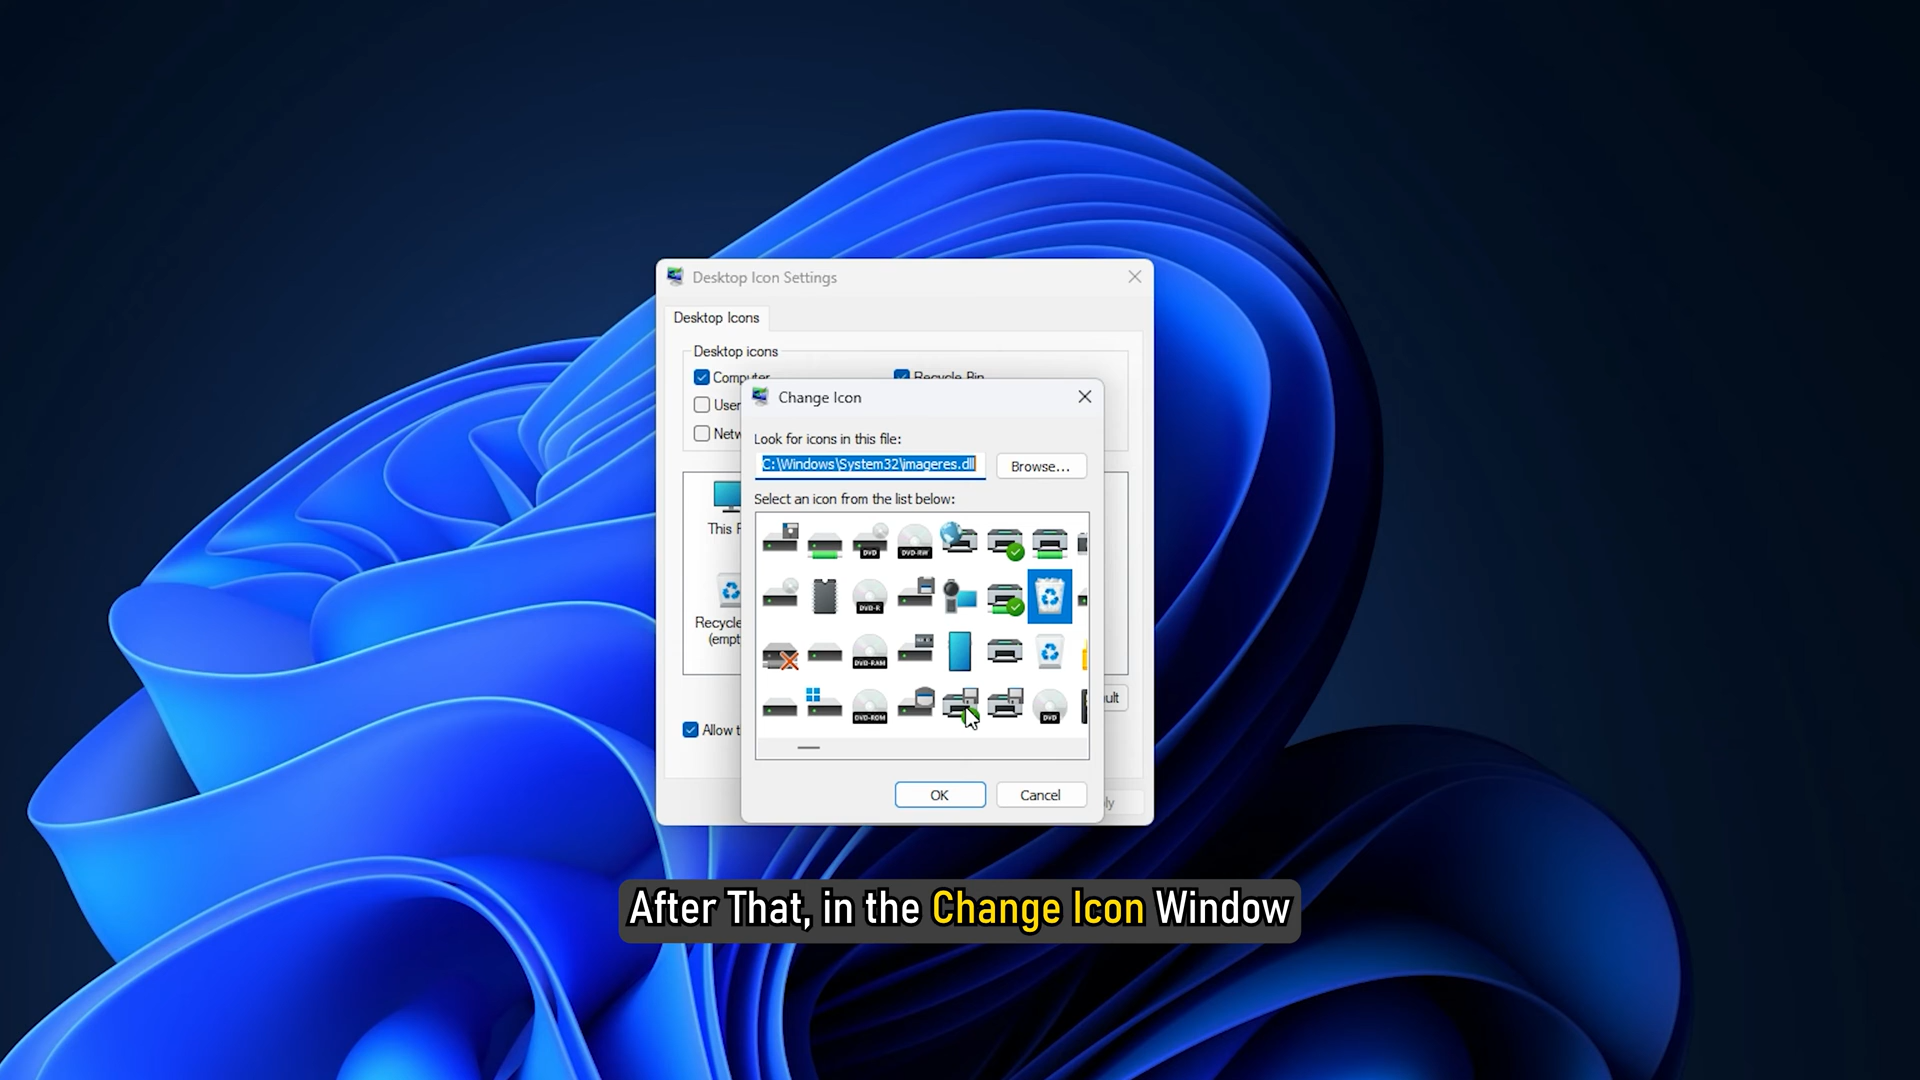 Desktop Icon Settings
Desktop Icons
Desktop icons
Computer
Recycle Bin
User
Netw
Change Icon
Look for icons in this file:
C:\Windows\System32\imageres.dll
Browse...
Select an icon from the list below:
This P
Recycle
(empt
DVD
DVD-RW
DVD-R
DVD-RAM
DVD-ROM
DVD
ult
Allow t
OK
Cancel
ly
After That, in the Change Icon Window